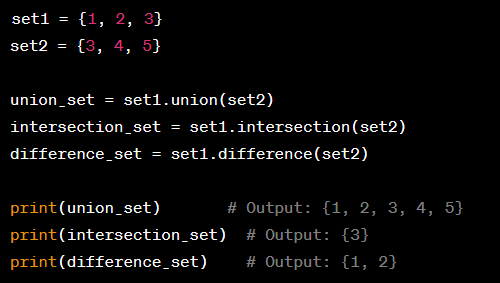 set1 = {1, 2, 3}
set2 = {3, 4, 5}
union_set = set1.union(set2)
intersection_set = set1.intersection(set2)
difference_set = set1.difference(set2)
print(union_set)       # Output: {1, 2, 3, 4, 5}
print(intersection_set)  # Output: {3}
print(difference_set)    # Output: {1, 2}